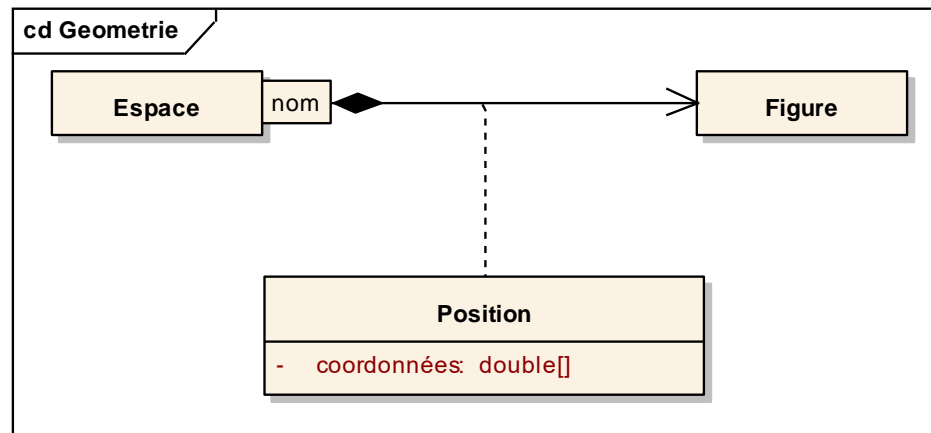 cd Geometrie
Espace
nom
Figure
Position
- coordonnées: double[]